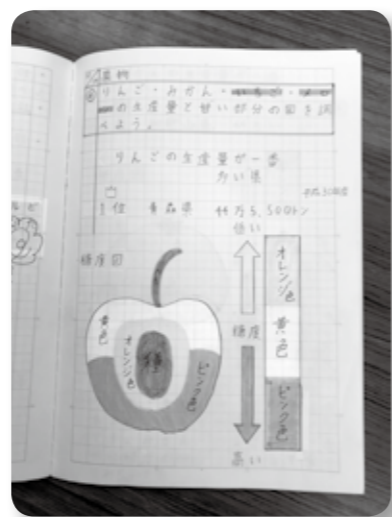 果物
りんご・みかん・
の生産量と甘い部分の図を調
べよう。
りんごの生産量が一番
多い県
1位 青森県 44万5,500トン
低い
糖度図
オレンジ色
黄色
ピンク色
糖度
高い
黄色
オレンジ色
種
ピンク色